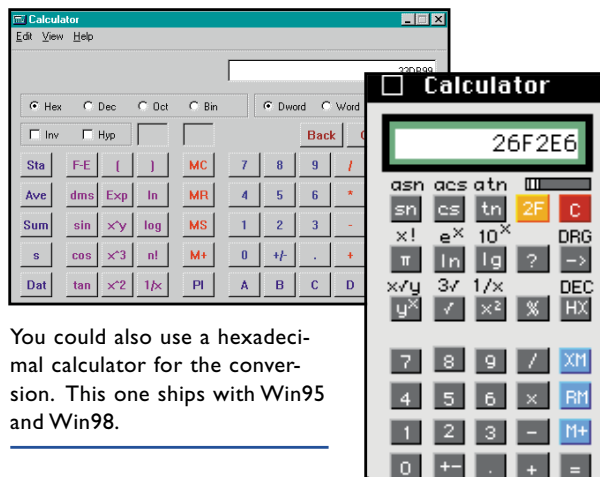 Calculator
Edit View Help
Hex Dec Oct Bin Dword Word
Inv Hyp Back
Sta F-E ( ) MC 7 8 9 /
Ave dms Exp ln MR 4 5 6 *
Sum sin x^y log MS 1 2 3 -
s cos x^3 n! M+ 0 +/- . +
Dat tan x^2 1/x PI A B C D
You could also use a hexadeci-
mal calculator for the conver-
sion. This one ships with Win95
and Win98.
Calculator
26F2E6
asn acs atn
sn cs tn 2F C
x! e^x 10^x DRG
π ln lg ? ->
x√y 3√ 1/x DEC
y^x √ x² % HX
7 8 9 / XM
4 5 6 × RM
1 2 3 - M+
0 +- . + =